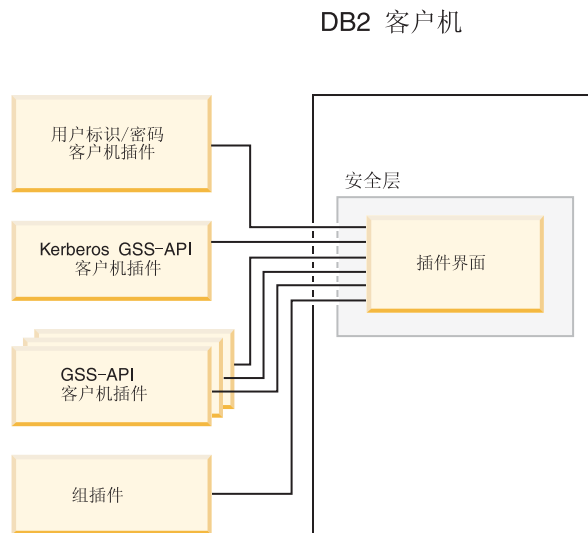 DB2 客户机
用户标识/密码
客户机插件
安全层
Kerberos GSS-API
客户机插件
插件界面
GSS-API
客户机插件
组插件